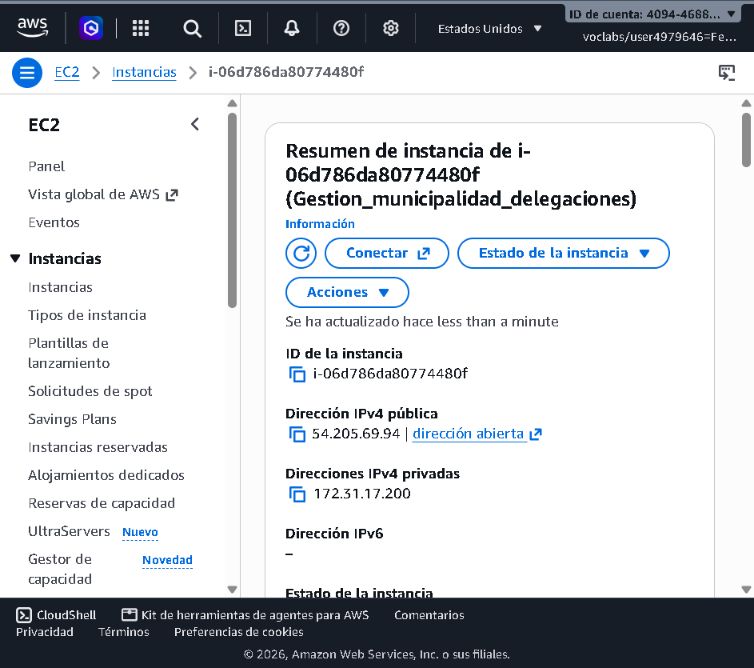 aws
Estados Unidos
ID de cuenta: 4094-4688...
voclabs/user4979646=Fe...
EC2
Instancias
i-06d786da80774480f
EC2
Panel
Vista global de AWS
Eventos
Instancias
Instancias
Tipos de instancia
Plantillas de
lanzamiento
Solicitudes de spot
Savings Plans
Instancias reservadas
Alojamientos dedicados
Reservas de capacidad
UltraServers Nuevo
Gestor de Novedad
capacidad
Resumen de instancia de i-
06d786da80774480f
(Gestion_municipalidad_delegaciones)
Información
Conectar
Estado de la instancia
Acciones
Se ha actualizado hace less than a minute
ID de la instancia
i-06d786da80774480f
Dirección IPv4 pública
54.205.69.94 | dirección abierta
Direcciones IPv4 privadas
172.31.17.200
Dirección IPv6
–
Estado de la instancia
CloudShell Kit de herramientas de agentes para AWS Comentarios
Privacidad Términos Preferencias de cookies
© 2026, Amazon Web Services, Inc. o sus filiales.